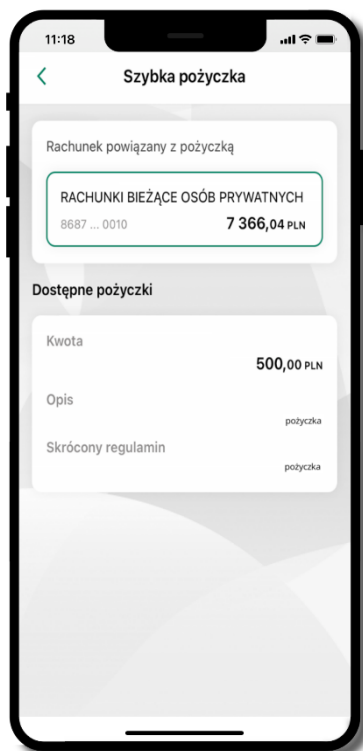 11:18
Szybka pożyczka
Rachunek powiązany z pożyczką
RACHUNKI BIEŻĄCE OSÓB PRYWATNYCH
8687 ... 0010 7 366,04 PLN
Dostępne pożyczki
Kwota
500,00 PLN
Opis
pożyczka
Skrócony regulamin
pożyczka